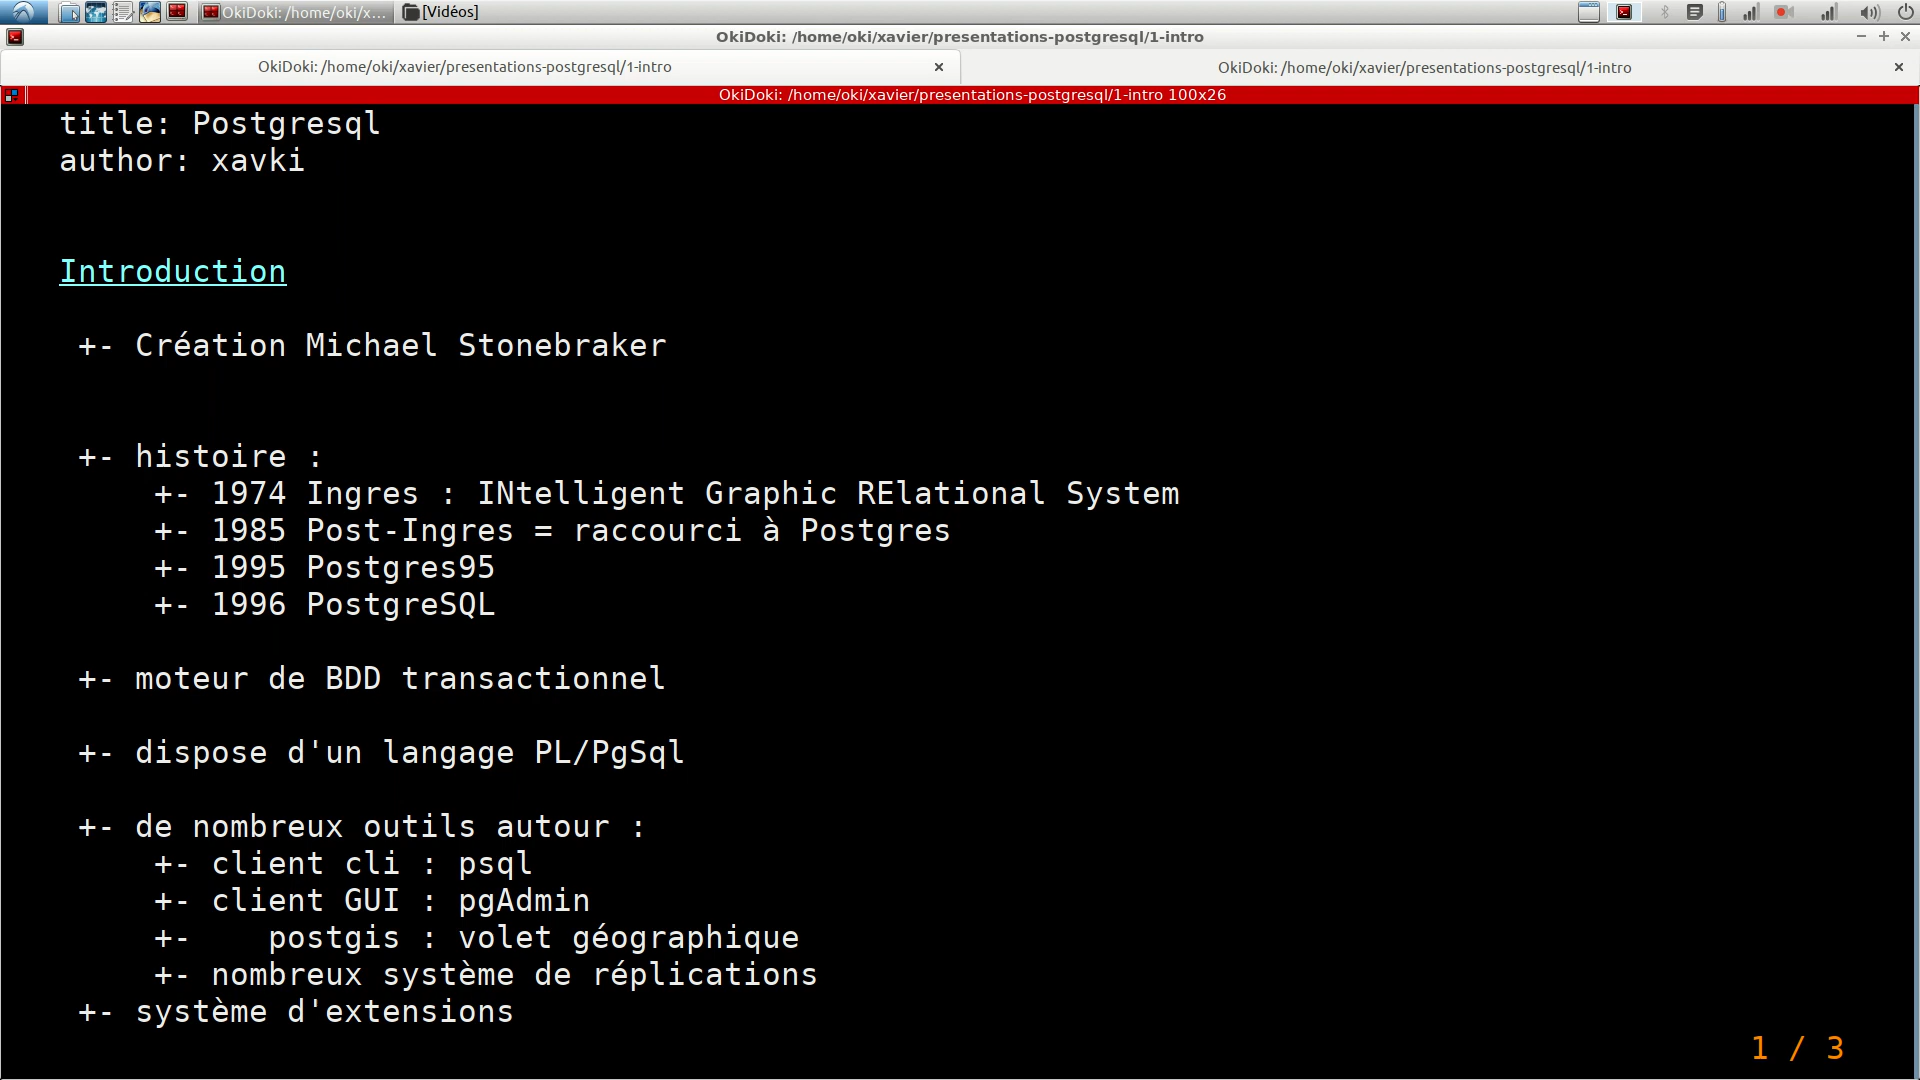 OkiDoki: /home/oki/x...
[Vidéos]
OkiDoki: /home/oki/xavier/presentations-postgresql/1-intro
OkiDoki: /home/oki/xavier/presentations-postgresql/1-intro
OkiDoki: /home/oki/xavier/presentations-postgresql/1-intro
OkiDoki: /home/oki/xavier/presentations-postgresql/1-intro 100x26
title: Postgresql
author: xavki
Introduction
+- Création Michael Stonebraker
+- histoire :
+- 1974 Ingres : INtelligent Graphic RElational System
+- 1985 Post-Ingres = raccourci à Postgres
+- 1995 Postgres95
+- 1996 PostgreSQL
+- moteur de BDD transactionnel
+- dispose d'un langage PL/PgSql
+- de nombreux outils autour :
+- client cli : psql
+- client GUI : pgAdmin
+- postgis : volet géographique
+- nombreux système de réplications
+- système d'extensions
1 / 3